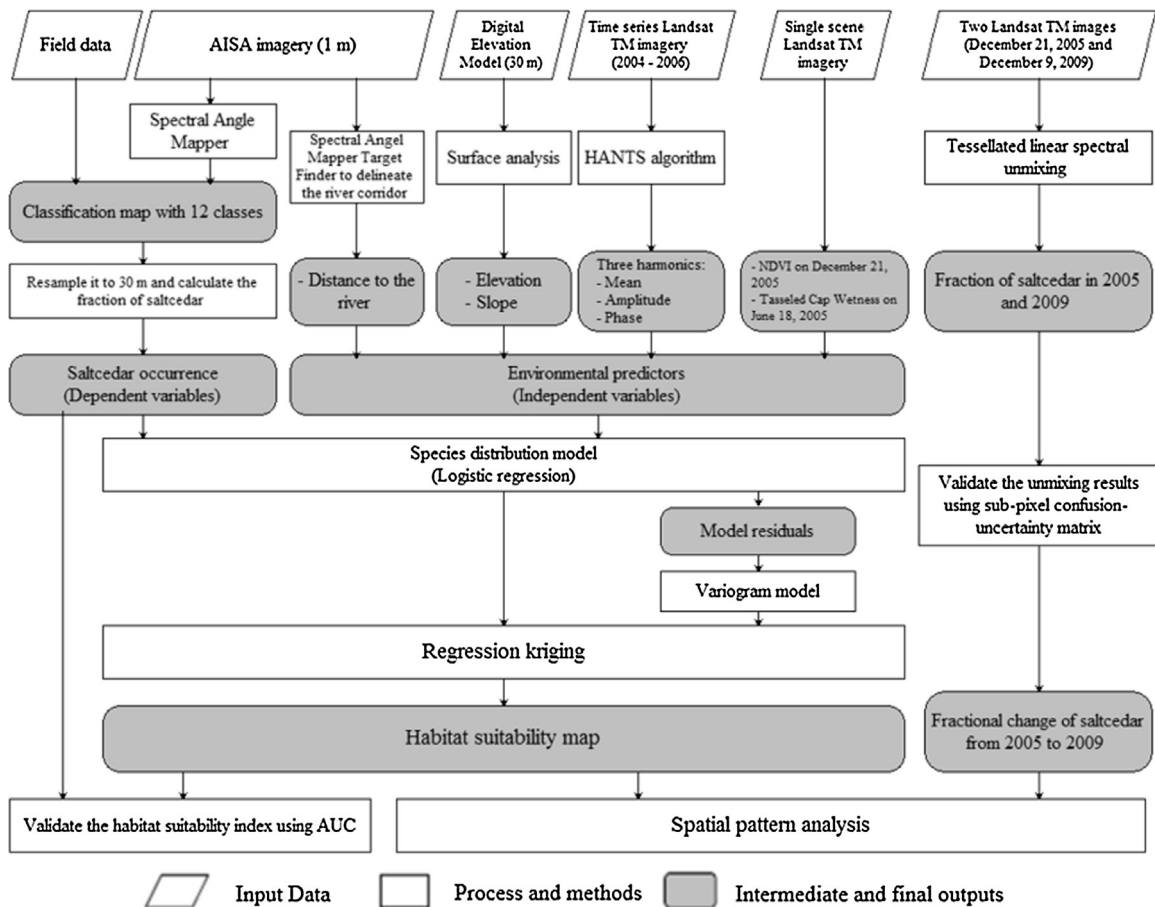 Field data
AISA imagery (1 m)
Digital
Elevation
Model (30 m)
Time series Landsat
TM imagery
(2004 - 2006)
Single scene
Landsat TM
imagery
Two Landsat TM images
(December 21, 2005 and
December 9, 2009)
Spectral Angle
Mapper
Spectral Angel
Mapper Target
Finder to delineate
the river corridor
Surface analysis
HANTS algorithm
Tessellated linear spectral
unmixing
Classification map with 12 classes
Resample it to 30 m and calculate the
fraction of saltcedar
- Distance to the
river
- Elevation
- Slope
Three harmonics:
- Mean
- Amplitude
- Phase
- NDVI on December 21,
2005
- Tasseled Cap Wetness on
June 18, 2005
Fraction of saltcedar in 2005
and 2009
Saltcedar occurrence
(Dependent variables)
Environmental predictors
(Independent variables)
Species distribution model
(Logistic regression)
Validate the unmixing results
using sub-pixel confusion-
uncertainty matrix
Model residuals
Variogram model
Regression kriging
Habitat suitability map
Fractional change of saltcedar
from 2005 to 2009
Validate the habitat suitability index using AUC
Spatial pattern analysis
Input Data
Process and methods
Intermediate and final outputs